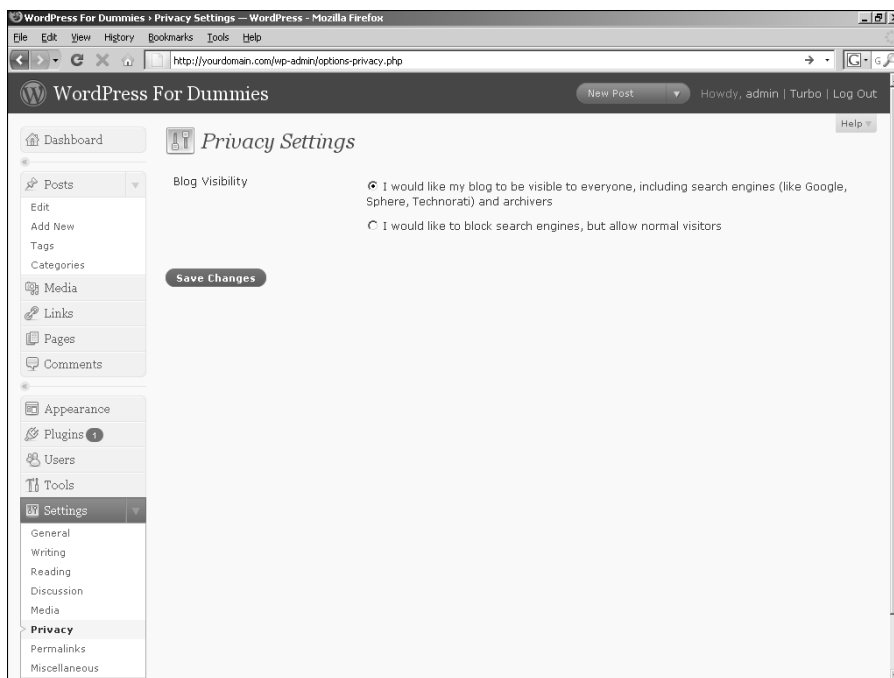 WordPress For Dummies › Privacy Settings — WordPress - Mozilla Firefox
File Edit View History Bookmarks Tools Help
http://yourdomain.com/wp-admin/options-privacy.php
G
WordPress For Dummies
New Post
Howdy, admin | Turbo | Log Out
Help
Dashboard
Privacy Settings
Blog Visibility
I would like my blog to be visible to everyone, including search engines (like Google,
Sphere, Technorati) and archivers
I would like to block search engines, but allow normal visitors
Save Changes
Posts
Edit
Add New
Tags
Categories
Media
Links
Pages
Comments
Appearance
Plugins 1
Users
Tools
Settings
General
Writing
Reading
Discussion
Media
Privacy
Permalinks
Miscellaneous